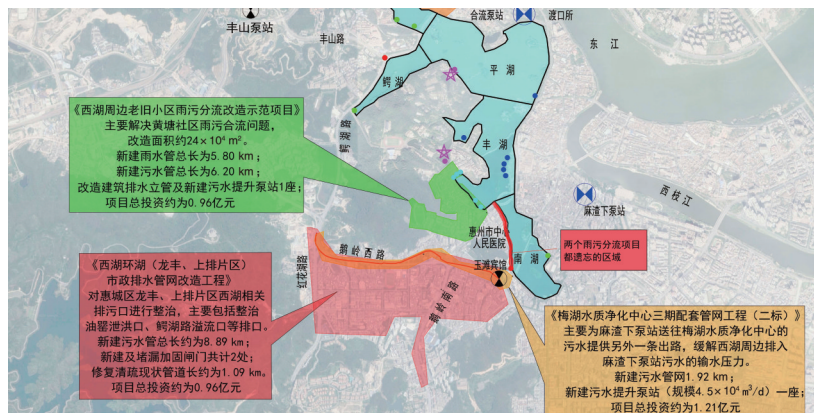 丰山泵站
丰山路
合流泵站
渡口所
东 江
平 湖
鳄 湖
鳄 湖 路
丰 湖
西 枝 江
麻渣下泵站
《西湖周边老旧小区雨污分流改造示范项目》
主要解决黄塘社区雨污合流问题，
改造面积约24×10⁴ m²。
新建雨水管总长为5.80 km；
新建污水管总长为6.20 km；
改造建筑排水立管及新建污水提升泵站1座；
项目总投资约为0.96亿元
惠州市中心
人民医院
南 湖
两个雨污分流项目
都遗忘的区域
鹅岭西路
玉滩宾馆
红花湖路
鹅岭南路
《西湖环湖（龙丰、上排片区）
市政排水管网改造工程》
对惠城区龙丰、上排片区西湖相关
排污口进行整治，主要包括整治
油罂泄洪口、鳄湖路溢流口等排口。
新建污水管总长约为8.89 km；
新建及堵漏加固闸门共计2处；
修复清疏现状管道长约为1.09 km。
项目总投资约为0.96亿元
《梅湖水质净化中心三期配套管网工程（二标）》
主要为麻渣下泵站送往梅湖水质净化中心的
污水提供另外一条出路，缓解西湖周边排入
麻渣下泵站污水的输水压力。
新建污水管网1.92 km；
新建污水提升泵站（规模4.5×10⁴ m³/d）一座；
项目总投资约为1.21亿元